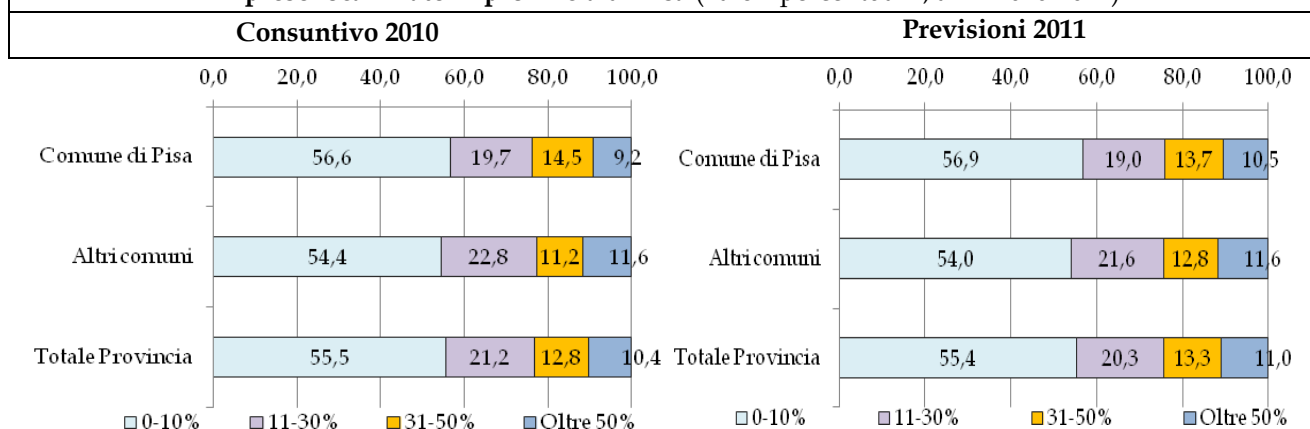 Consuntivo 2010
Previsioni 2011
0,0 20,0 40,0 60,0 80,0 100,0
Comune di Pisa 56,6 19,7 14,5 9,2
Altri comuni 54,4 22,8 11,2 11,6
Totale Provincia 55,5 21,2 12,8 10,4
0-10% 11-30% 31-50% Oltre 50%
0,0 20,0 40,0 60,0 80,0 100,0
Comune di Pisa 56,9 19,0 13,7 10,5
Altri comuni 54,0 21,6 12,8 11,6
Totale Provincia 55,4 20,3 13,3 11,0
0-10% 11-30% 31-50% Oltre 50%